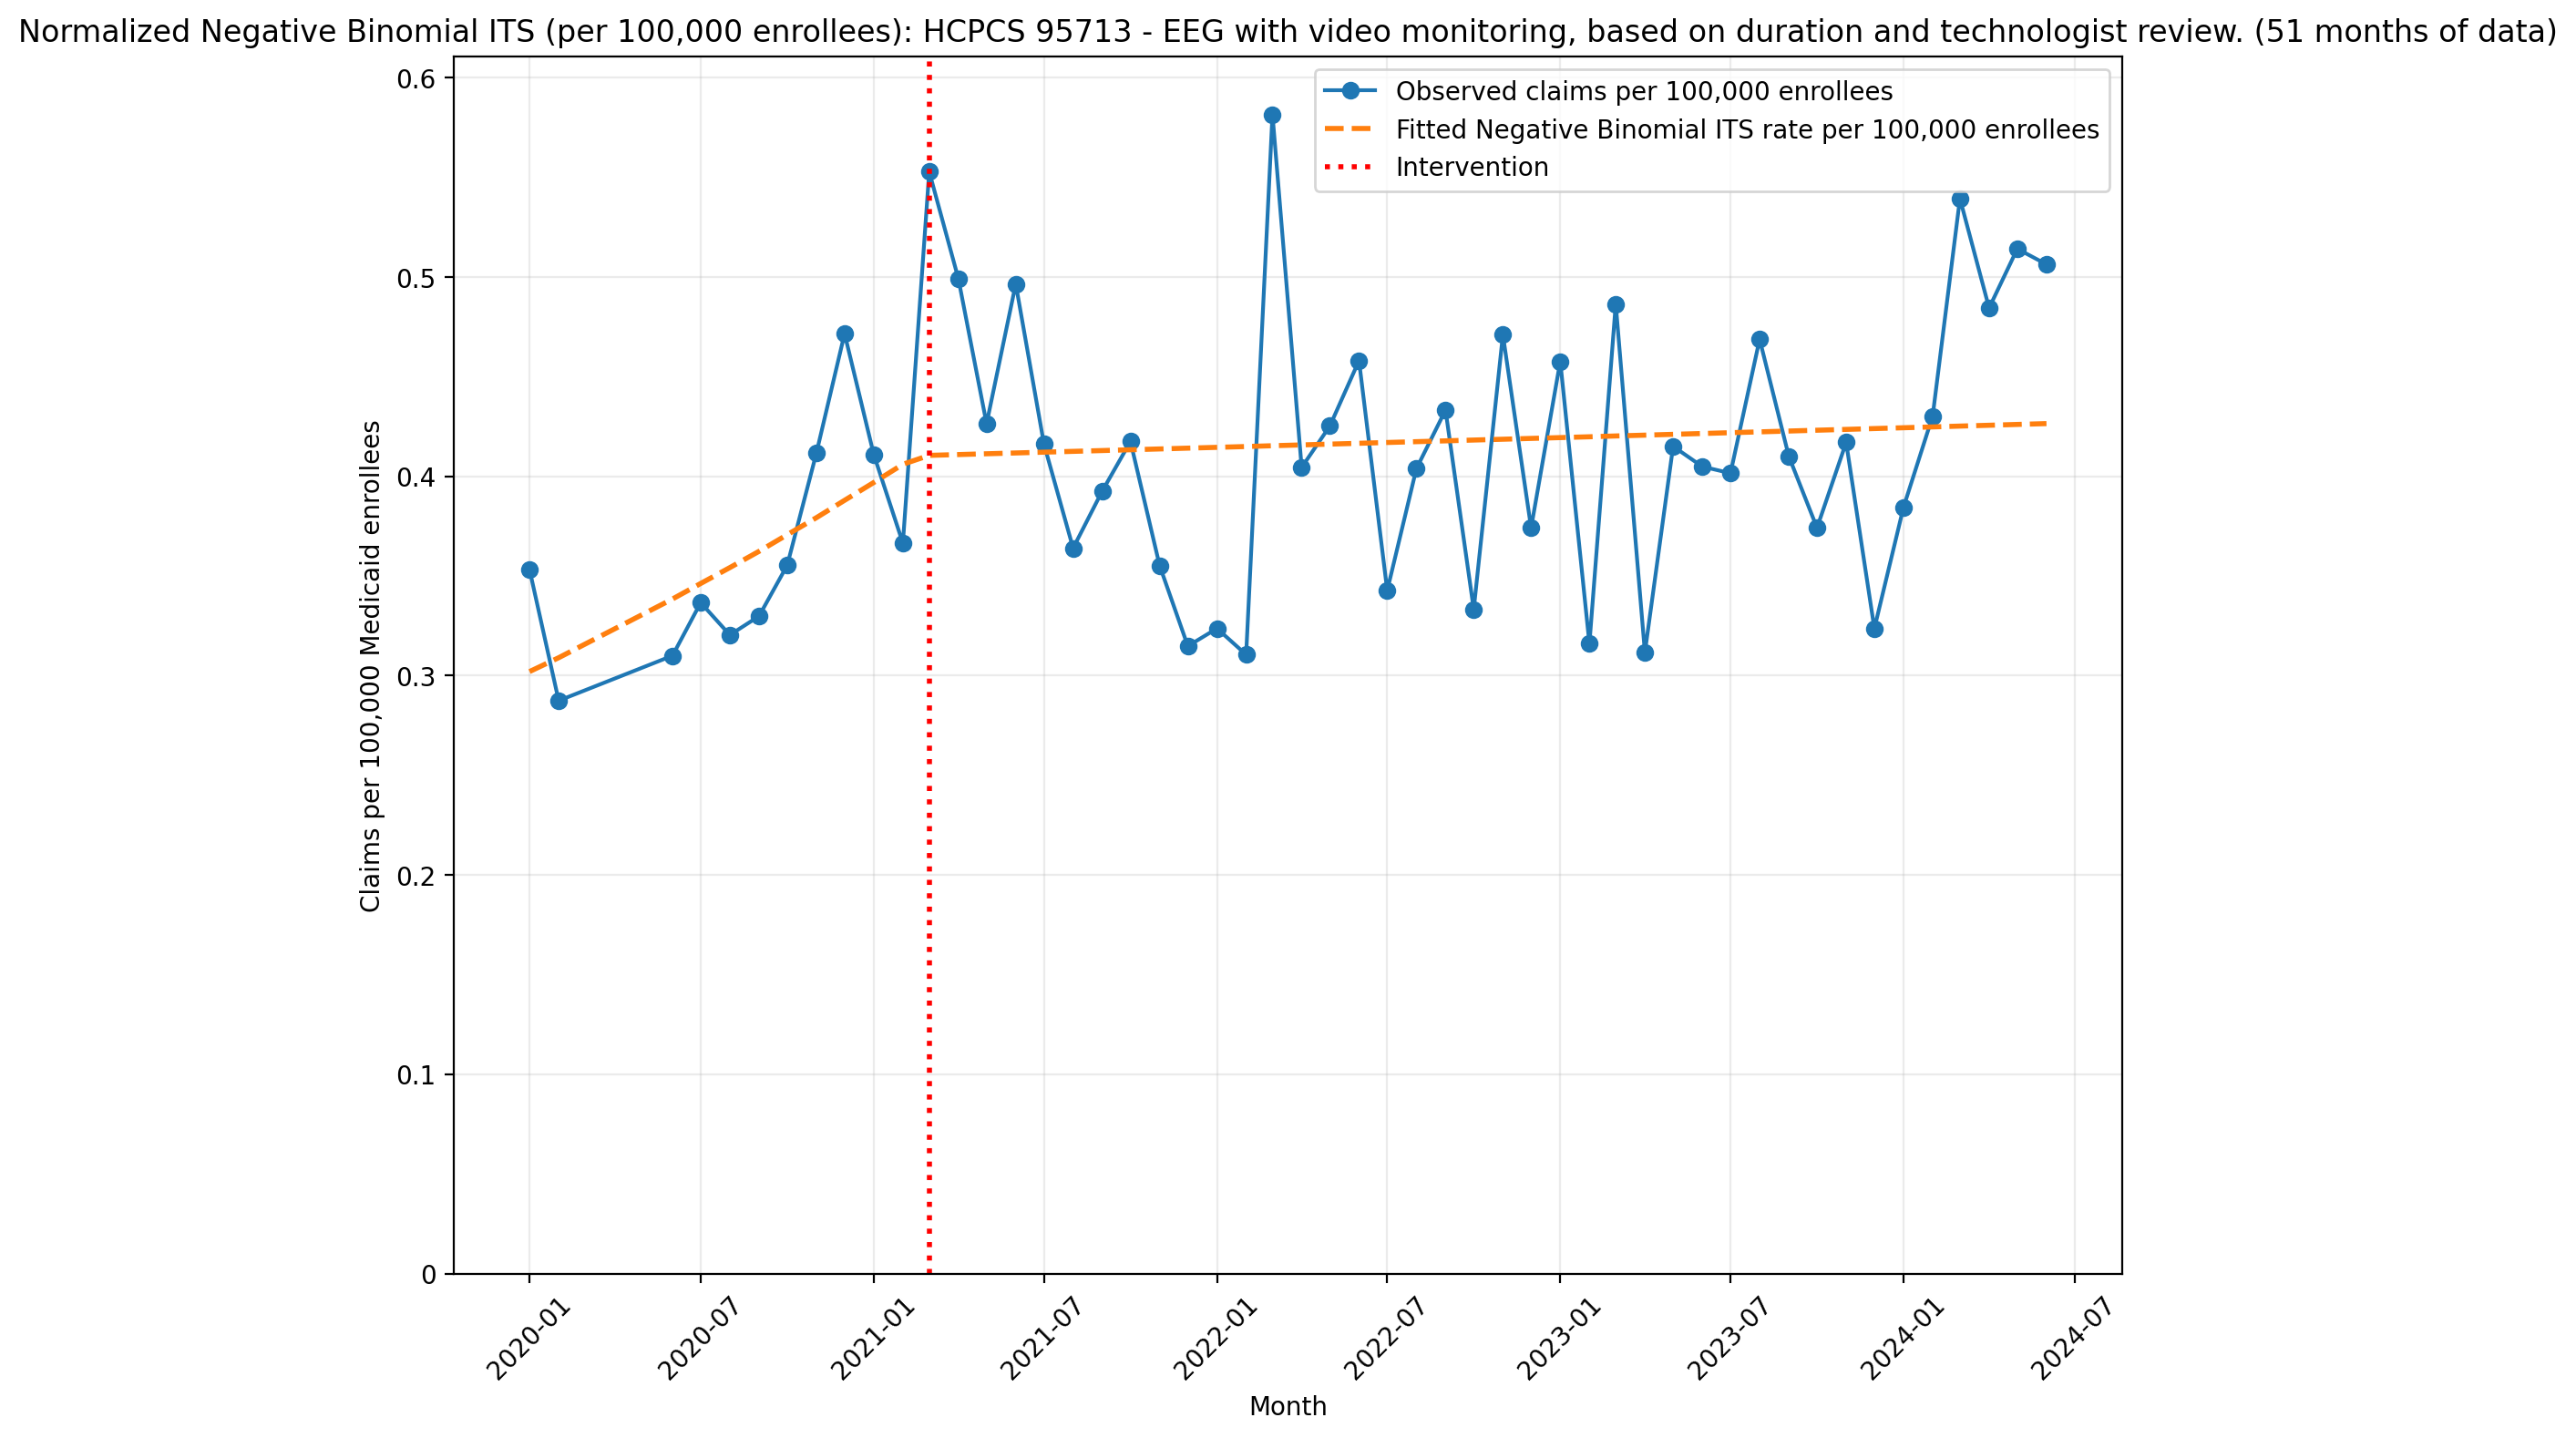 Normalized Negative Binomial ITS (per 100,000 enrollees): HCPCS 95713 - EEG with video monitoring, based on duration and technologist review. (51 months of data)
Observed claims per 100,000 enrollees
Fitted Negative Binomial ITS rate per 100,000 enrollees
Intervention
Claims per 100,000 Medicaid enrollees
0.6
0.5
0.4
0.3
0.2
0.1
0
2020-01
2020-07
2021-01
2021-07
2022-01
2022-07
2023-01
2023-07
2024-01
2024-07
Month